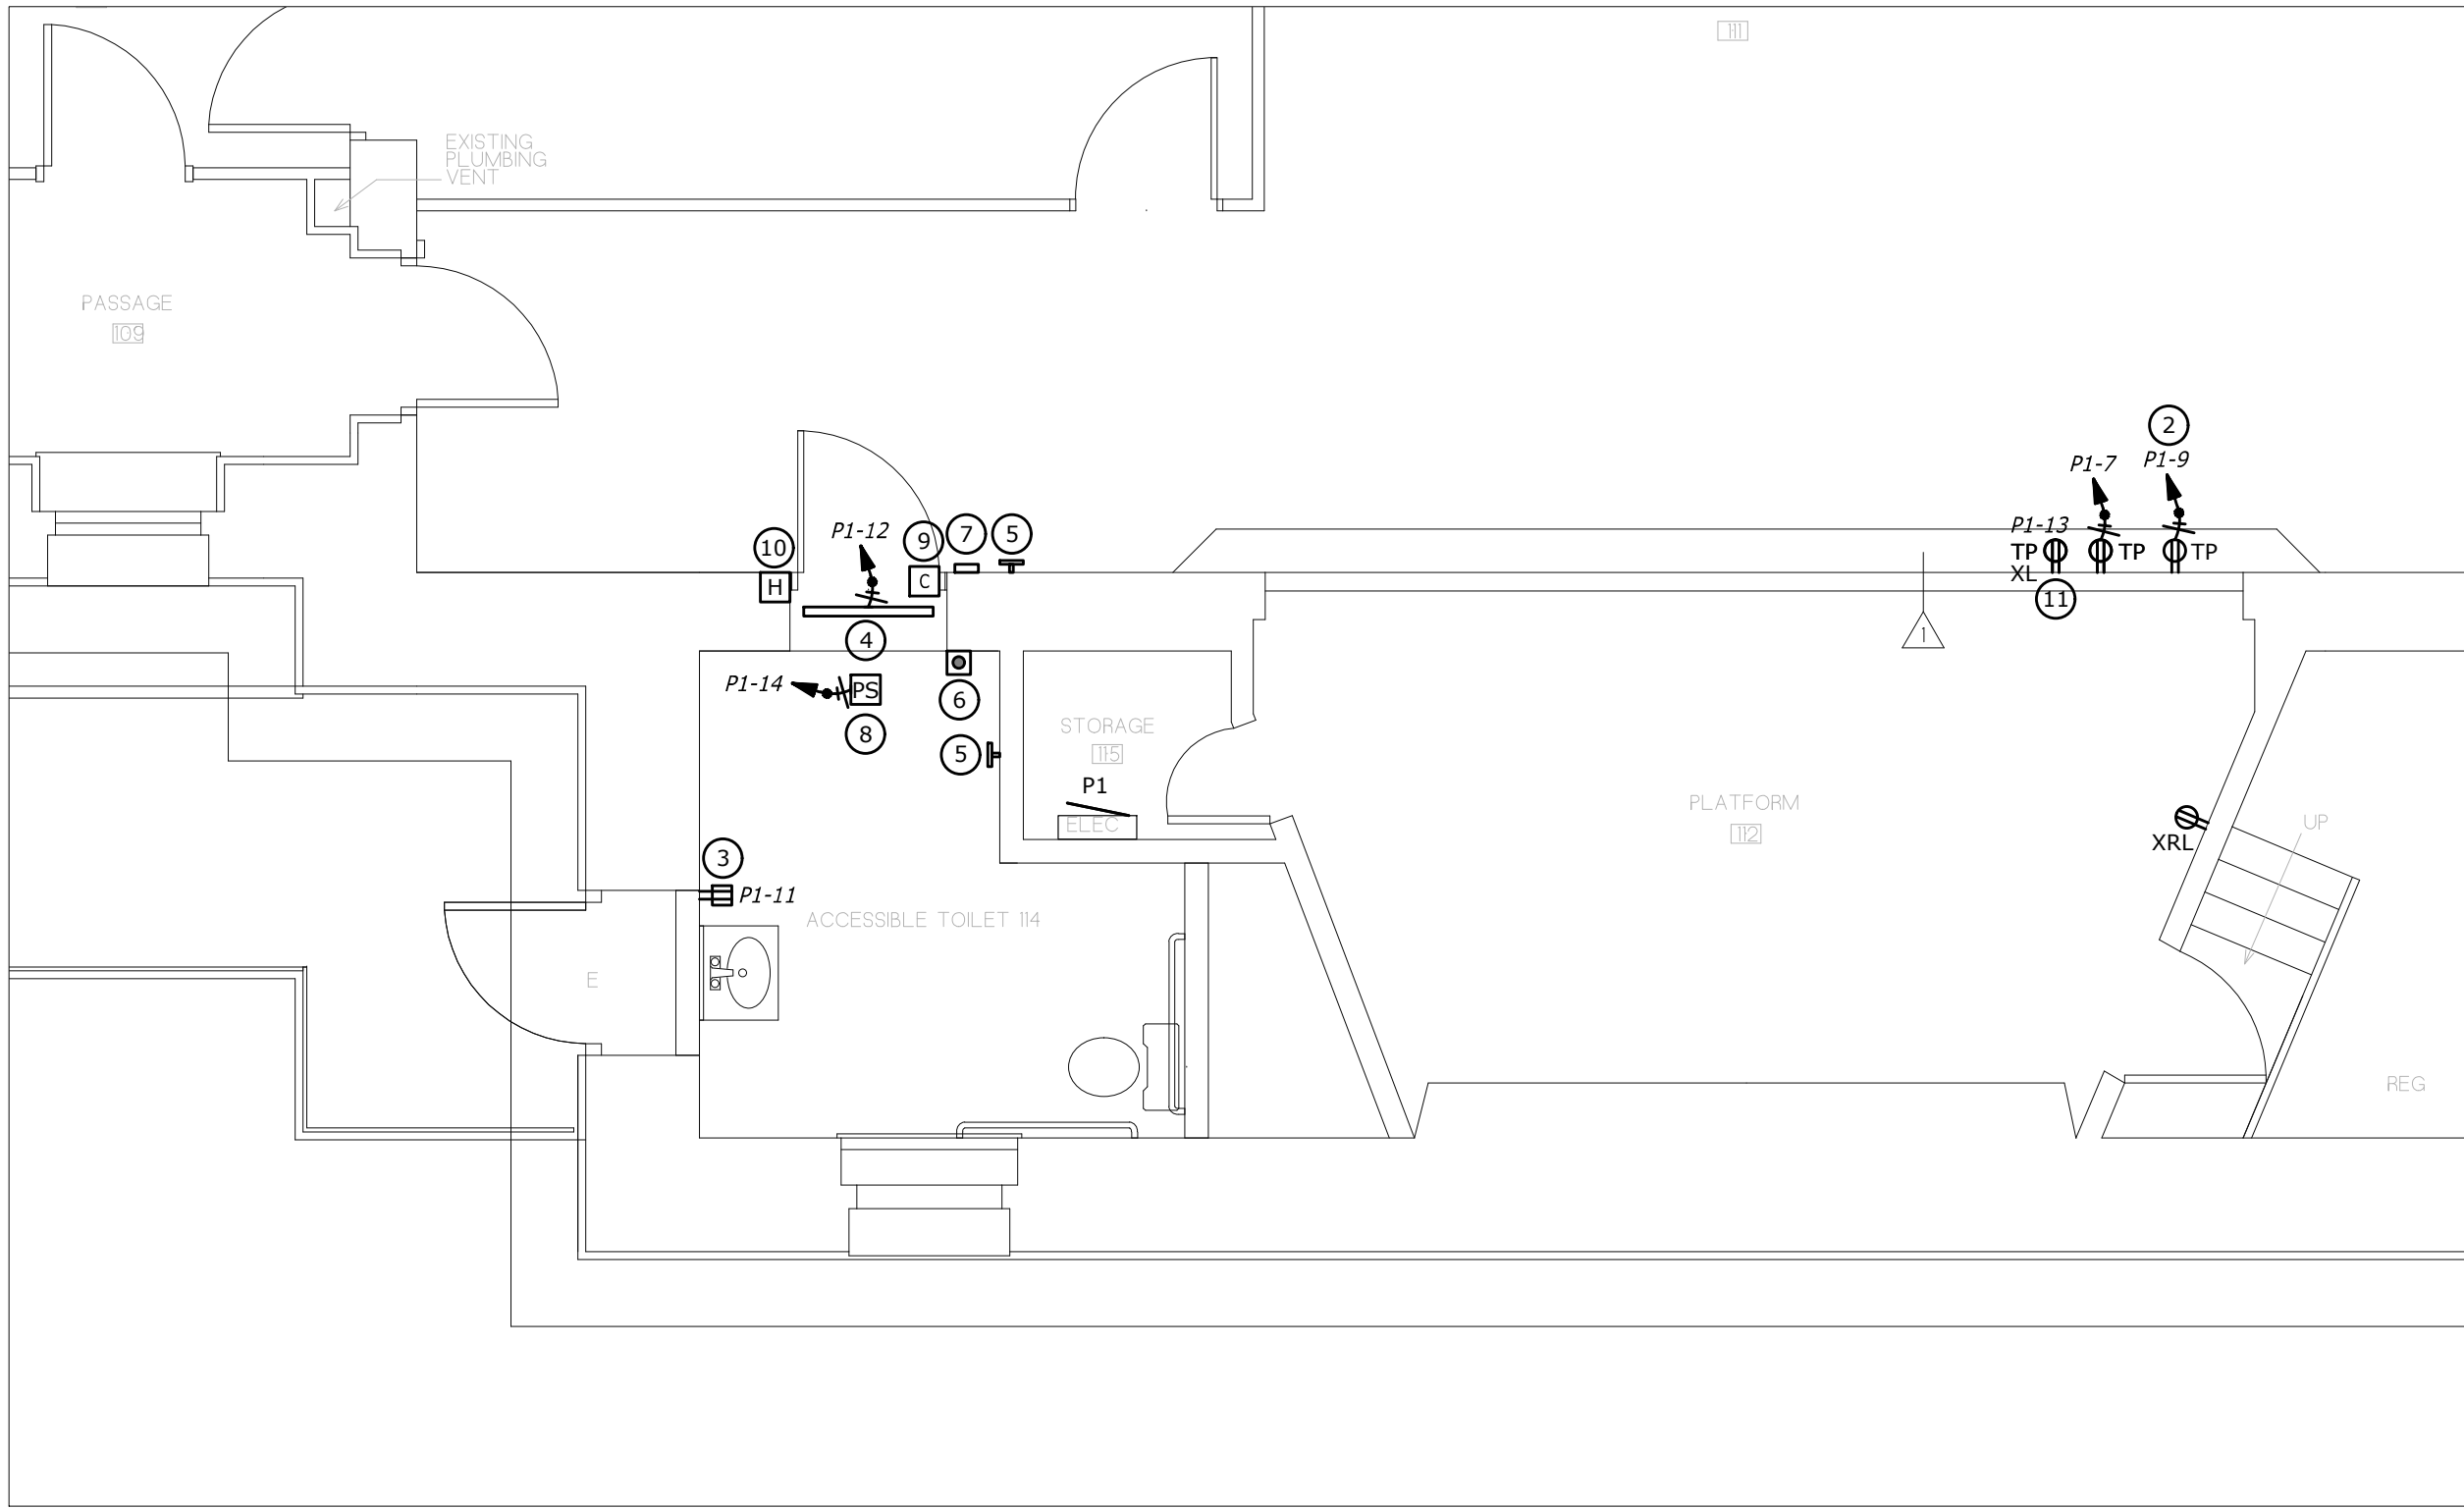 111
EXISTING
PLUMBING
VENT
PASSAGE
109
2
P1-7
P1-9
10
P1-12
9
7
5
P1-13
TP
TP
TP
XL
H
C
11
4
1
P1-14
PS
6
8
5
STORAGE
115
P1
ELEC
PLATFORM
112
UP
XRL
3
P1-11
ACCESSIBLE TOILET 114
E
REG